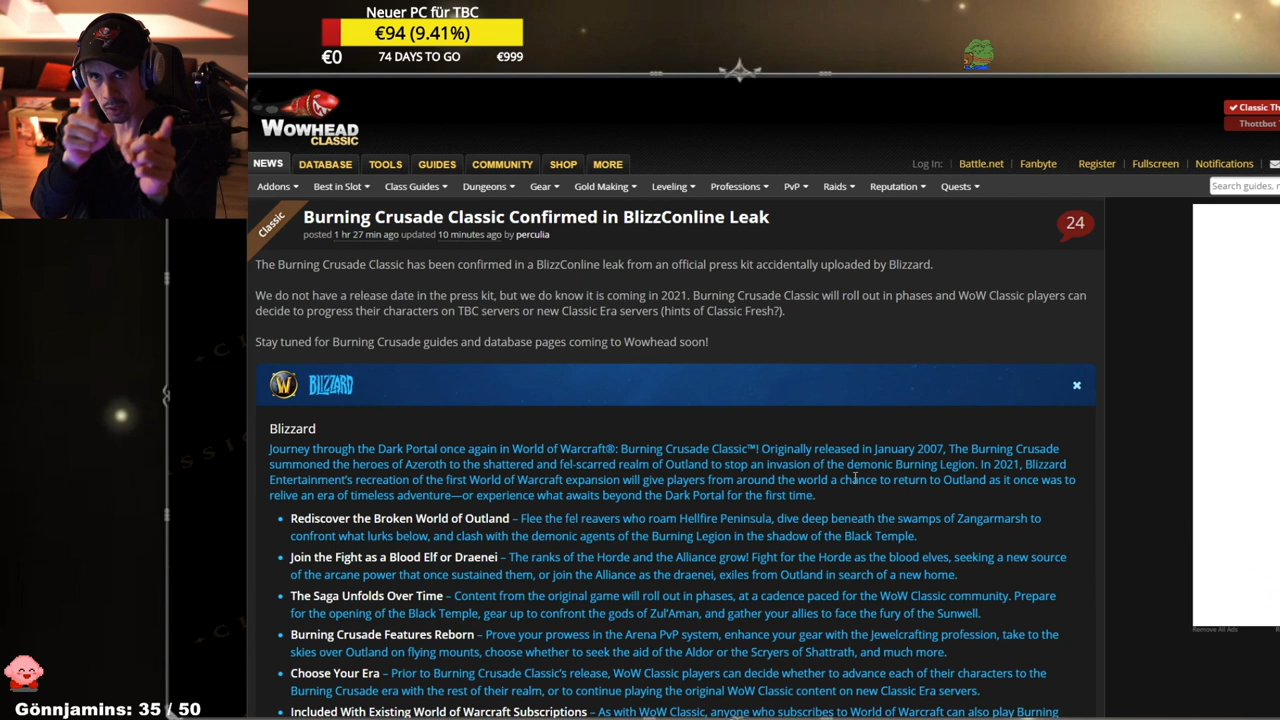 Neuer PC für TBC
€94 (9.41%)
€0 74 DAYS TO GO €999
WOWHEAD
CLASSIC
✔ Classic Th
Thottbot
NEWS DATABASE TOOLS GUIDES COMMUNITY SHOP MORE
Log In: Battle.net Fanbyte Register Fullscreen Notifications
Addons Best in Slot Class Guides Dungeons Gear Gold Making Leveling Professions PvP Raids Reputation Quests
Search guides,
Classic
Burning Crusade Classic Confirmed in BlizzConline Leak
24
posted 1 hr 27 min ago updated 10 minutes ago by perculia
The Burning Crusade Classic has been confirmed in a BlizzConline leak from an official press kit accidentally uploaded by Blizzard.
We do not have a release date in the press kit, but we do know it is coming in 2021. Burning Crusade Classic will roll out in phases and WoW Classic players can
decide to progress their characters on TBC servers or new Classic Era servers (hints of Classic Fresh?).
Stay tuned for Burning Crusade guides and database pages coming to Wowhead soon!
BLIZZARD
Blizzard
Journey through the Dark Portal once again in World of Warcraft®: Burning Crusade Classic™! Originally released in January 2007, The Burning Crusade
summoned the heroes of Azeroth to the shattered and fel-scarred realm of Outland to stop an invasion of the demonic Burning Legion. In 2021, Blizzard
Entertainment's recreation of the first World of Warcraft expansion will give players from around the world a chance to return to Outland as it once was to
relive an era of timeless adventure—or experience what awaits beyond the Dark Portal for the first time.
• Rediscover the Broken World of Outland – Flee the fel reavers who roam Hellfire Peninsula, dive deep beneath the swamps of Zangarmarsh to
confront what lurks below, and clash with the demonic agents of the Burning Legion in the shadow of the Black Temple.
• Join the Fight as a Blood Elf or Draenei – The ranks of the Horde and the Alliance grow! Fight for the Horde as the blood elves, seeking a new source
of the arcane power that once sustained them, or join the Alliance as the draenei, exiles from Outland in search of a new home.
• The Saga Unfolds Over Time – Content from the original game will roll out in phases, at a cadence paced for the WoW Classic community. Prepare
for the opening of the Black Temple, gear up to confront the gods of Zul'Aman, and gather your allies to face the fury of the Sunwell.
• Burning Crusade Features Reborn – Prove your prowess in the Arena PvP system, enhance your gear with the Jewelcrafting profession, take to the
skies over Outland on flying mounts, choose whether to seek the aid of the Aldor or the Scryers of Shattrath, and much more.
• Choose Your Era – Prior to Burning Crusade Classic's release, WoW Classic players can decide whether to advance each of their characters to the
Burning Crusade era with the rest of their realm, or to continue playing the original WoW Classic content on new Classic Era servers.
• Included With Existing World of Warcraft Subscriptions – As with WoW Classic, anyone who subscribes to World of Warcraft can also play Burning
Remove All Ads
Gönnjamins: 35 / 50